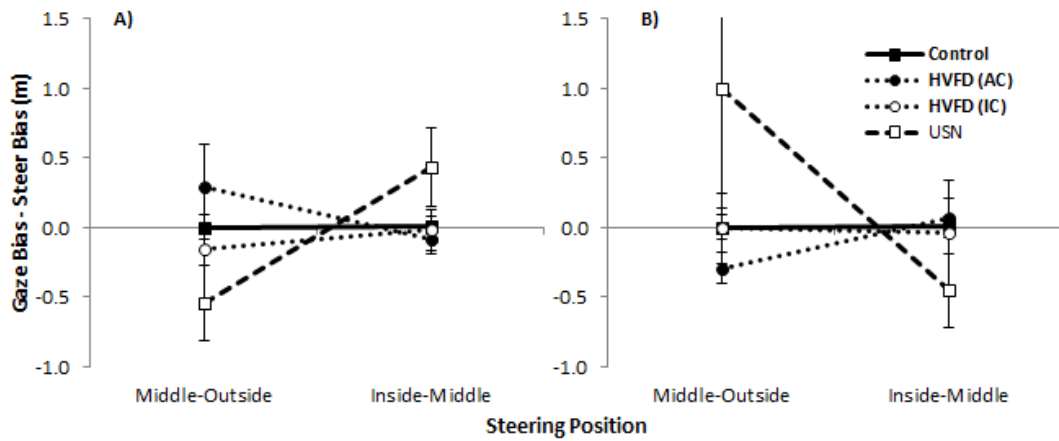 A)
B)
Gaze Bias - Steer Bias (m)
1.5
1.0
0.5
0.0
-0.5
-1.0
1.5
1.0
0.5
0.0
-0.5
-1.0
Control
HVFD (AC)
HVFD (IC)
USN
Middle-Outside Inside-Middle Middle-Outside Inside-Middle
Steering Position